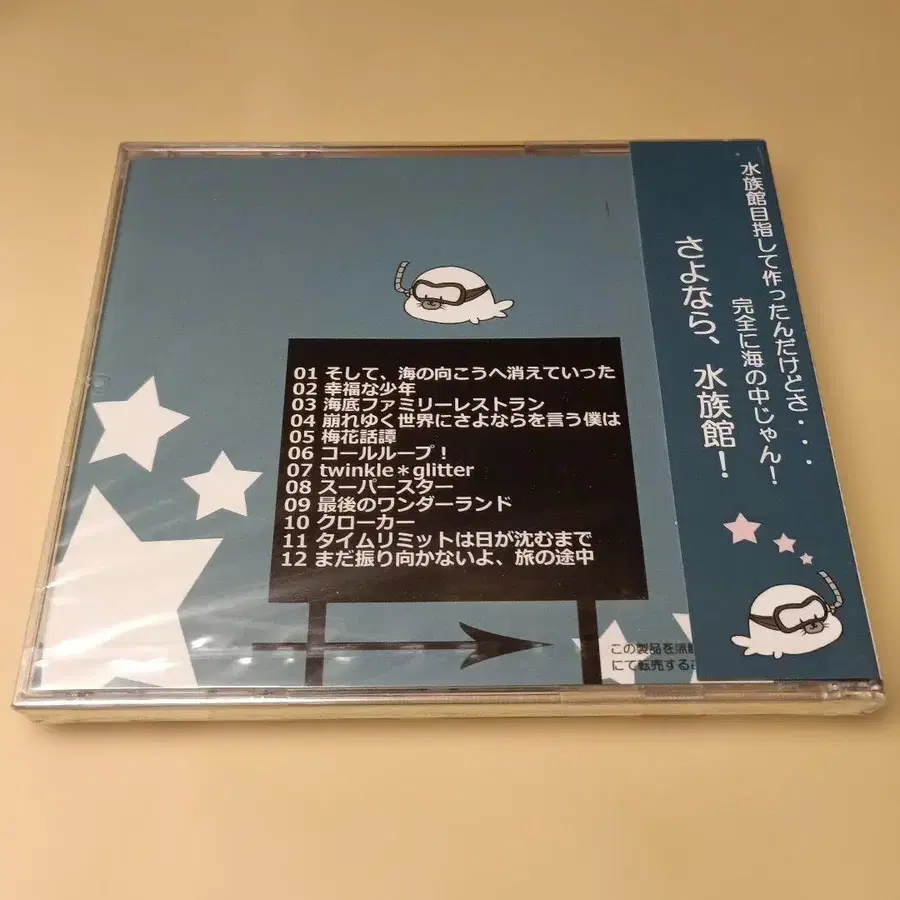 01 そして、海の向こうへ消えていった
02 幸福な少年
03 海底ファミリーレストラン
04 崩れゆく世界にさよならを言う僕は
05 梅花話譚
06 コールループ！
07 twinkle＊glitter
08 スーパースター
09 最後のワンダーランド
10 クローカー
11 タイムリミットは日が沈むまで
12 まだ振り向かないよ、旅の途中
この製品を
にて転売する
水族館目指して作ったんだけどさ・・・
完全に海の中じゃん！
さよなら、水族館！